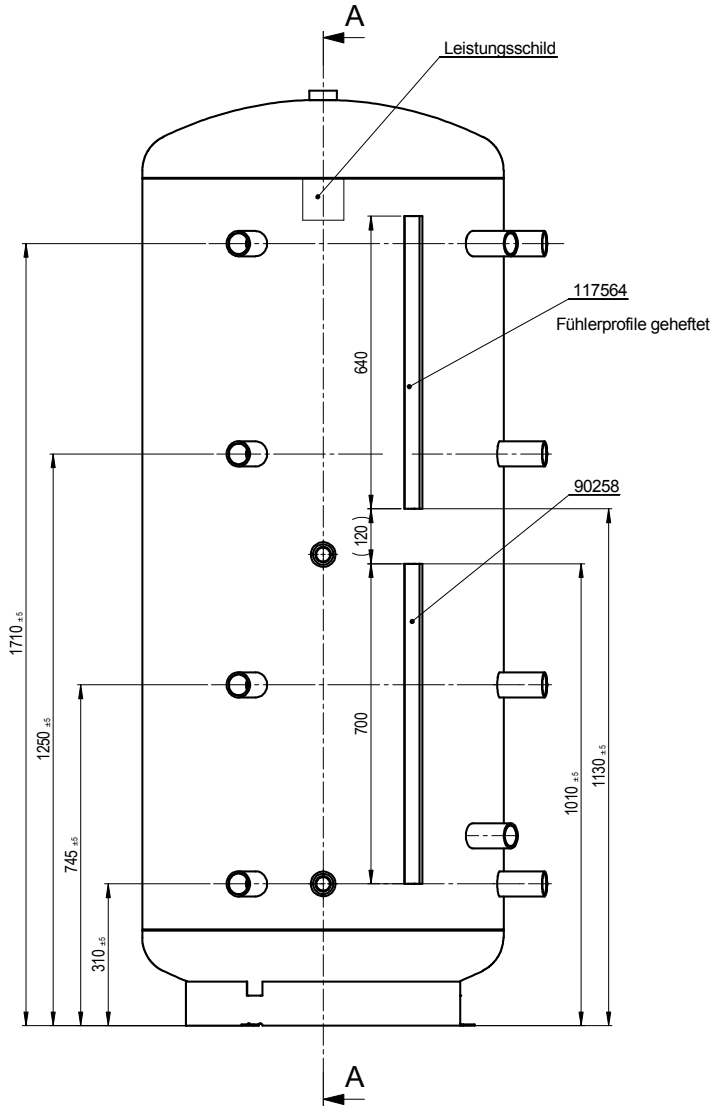 A
Leistungsschild
117564
Fühlerprofile geheftet
640
90258
( 120 )
1710 ±5
1250 ±5
745 ±5
310 ±5
700
1010 ±5
1130 ±5
A